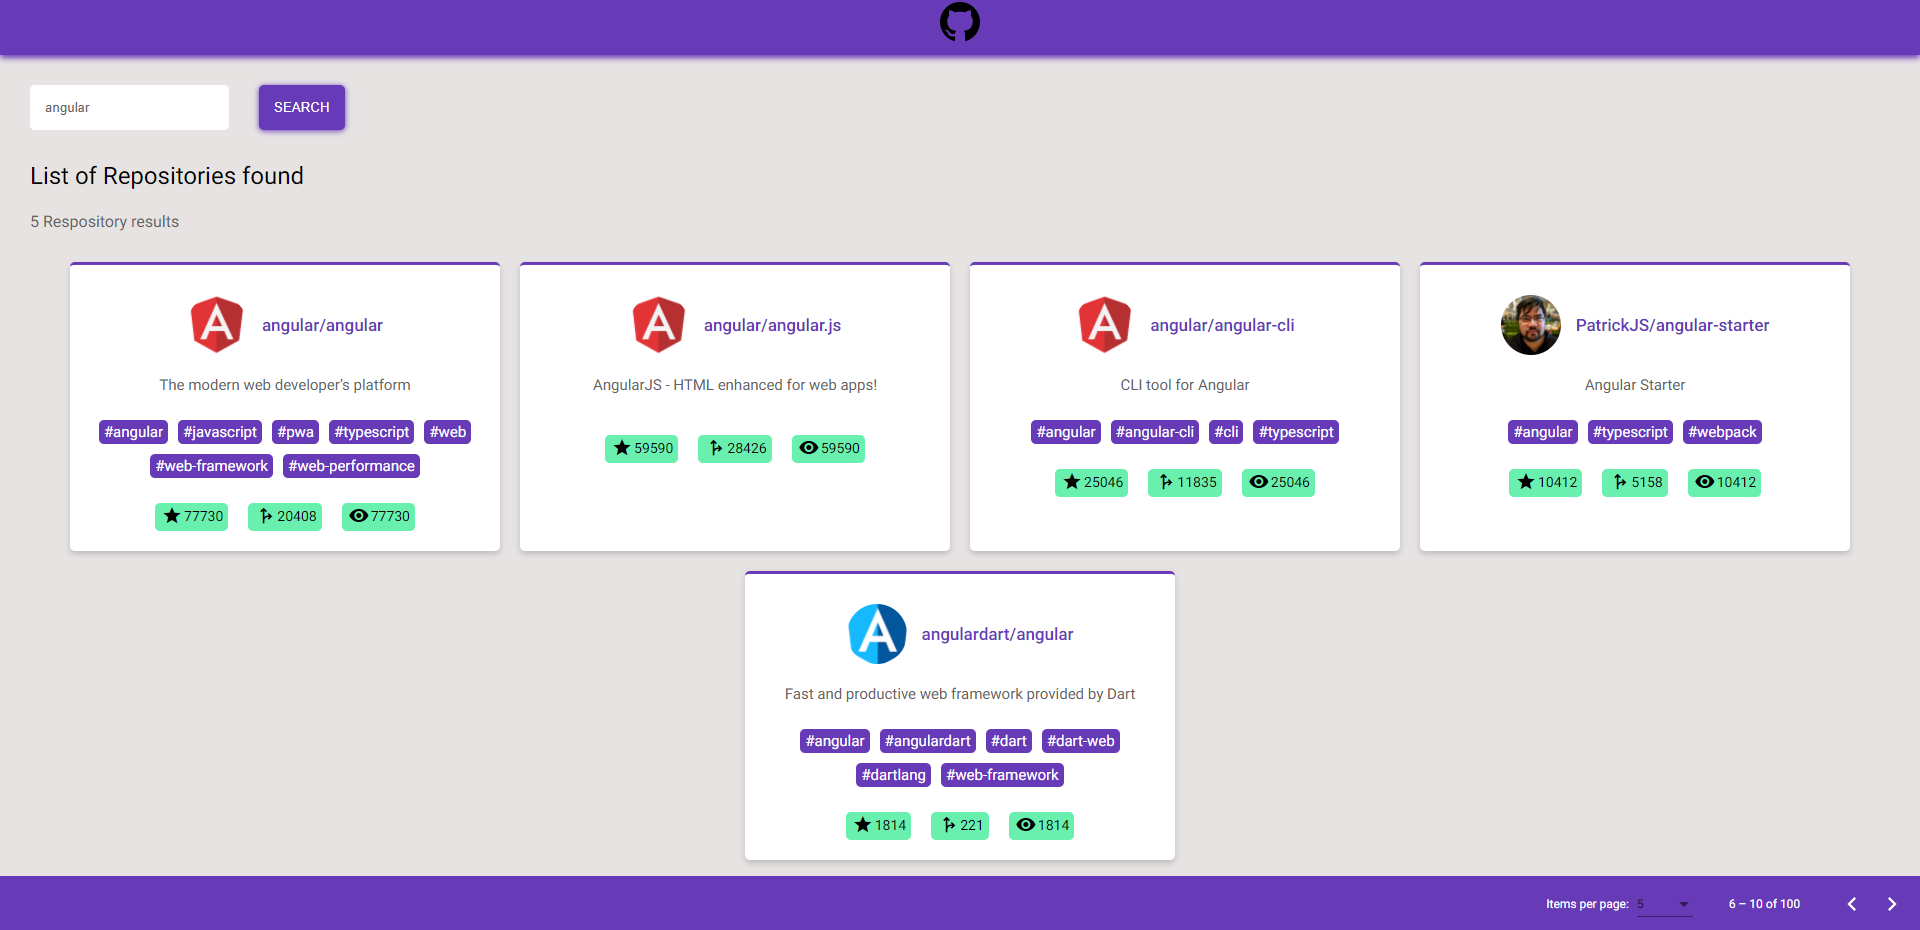 angular
SEARCH
List of Repositories found
5 Respository results
angular/angular
The modern web developer's platform
#angular #javascript #pwa #typescript #web
#web-framework #web-performance
77730 20408 77730
angular/angular.js
AngularJS - HTML enhanced for web apps!
59590 28426 59590
angular/angular-cli
CLI tool for Angular
#angular #angular-cli #cli #typescript
25046 11835 25046
PatrickJS/angular-starter
Angular Starter
#angular #typescript #webpack
10412 5158 10412
angulardart/angular
Fast and productive web framework provided by Dart
#angular #angulardart #dart #dart-web
#dartlang #web-framework
1814 221 1814
Items per page: 5 6 – 10 of 100